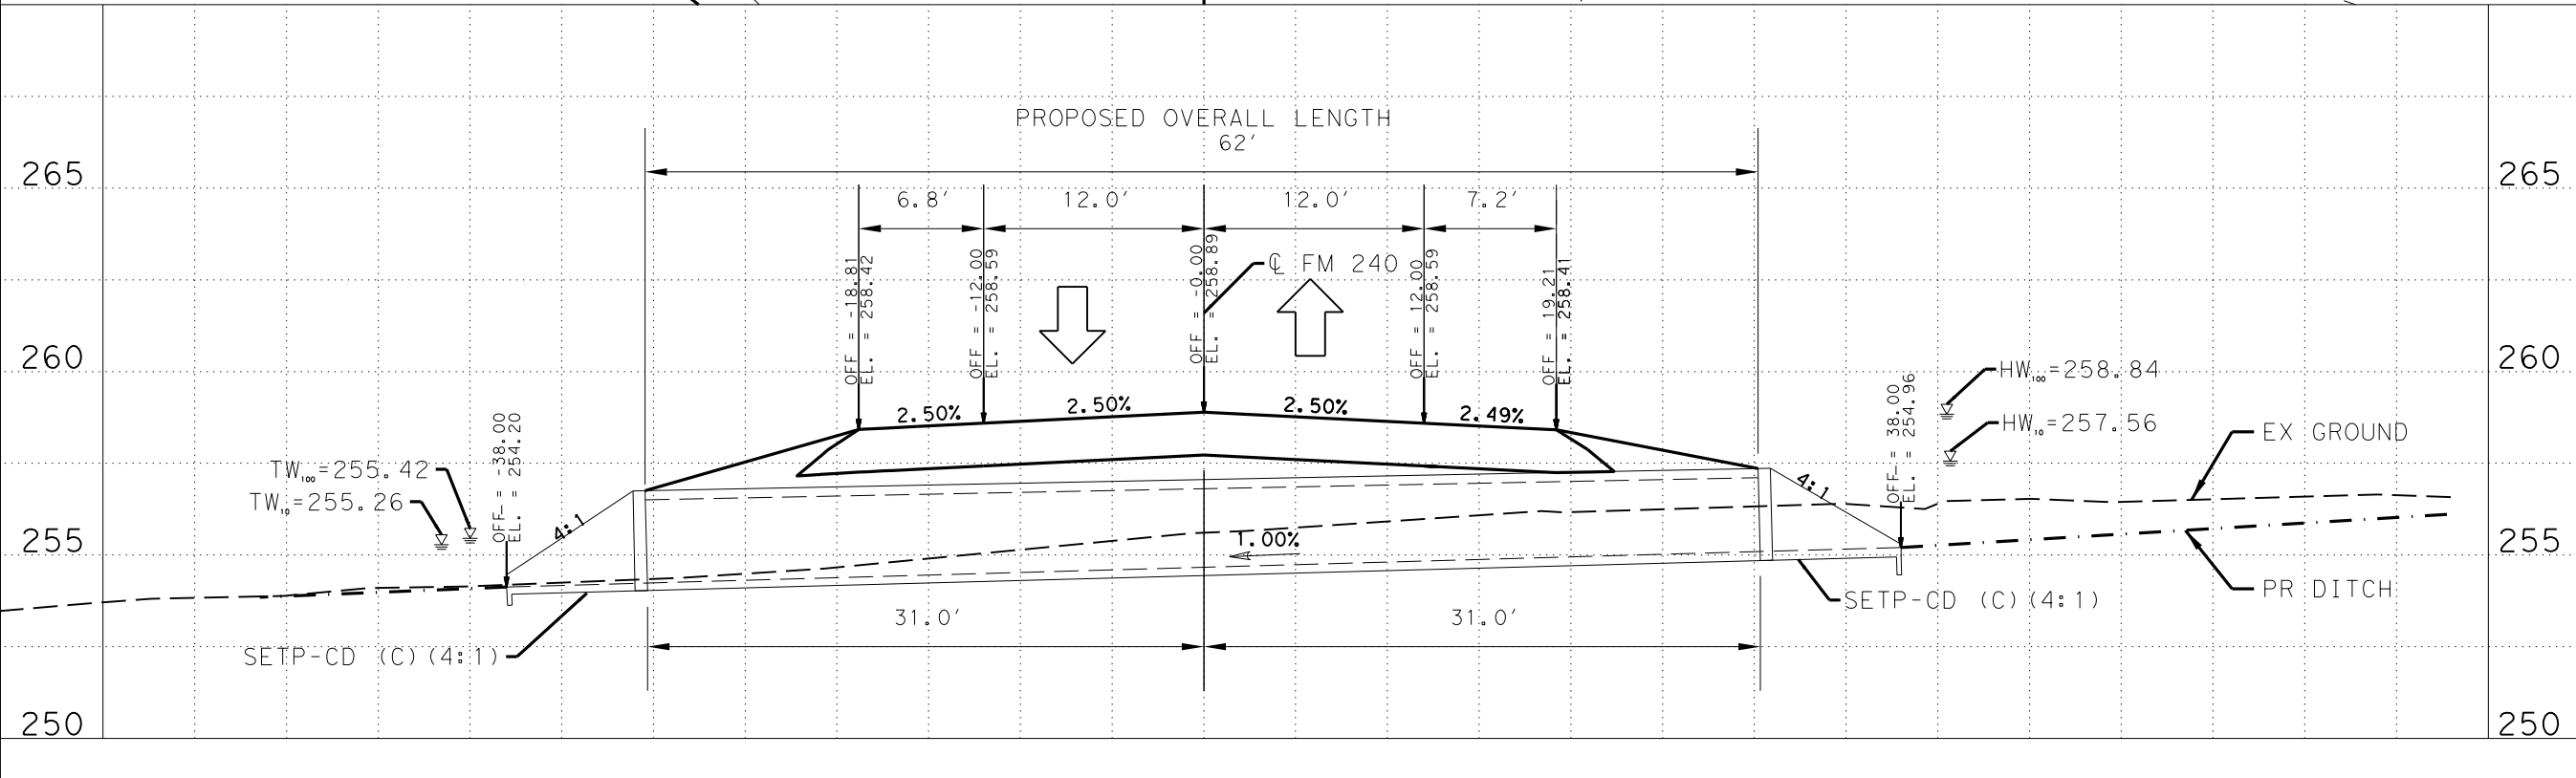 PROPOSED OVERALL LENGTH
62'
265
265
6.8'
12.0'
12.0'
7.2'
OFF = -18.81
EL. = 258.42
OFF = -12.00
EL. = 258.59
OFF = -0.00
EL. = 258.89
℄ FM 240
OFF = 12.00
EL. = 258.59
OFF = 19.21
EL. = 258.41
260
260
HW₁₀₀=258.84
2.50%
2.50%
2.50%
2.49%
OFF = -38.00
EL. = 254.20
OFF = 38.00
EL. = 254.96
HW₁₀=257.56
EX GROUND
TW₁₀₀=255.42
TW₁₀=255.26
4:1
4:1
255
255
1.00%
PR DITCH
SETP-CD (C)(4:1)
31.0'
31.0'
SETP-CD (C)(4:1)
250
250